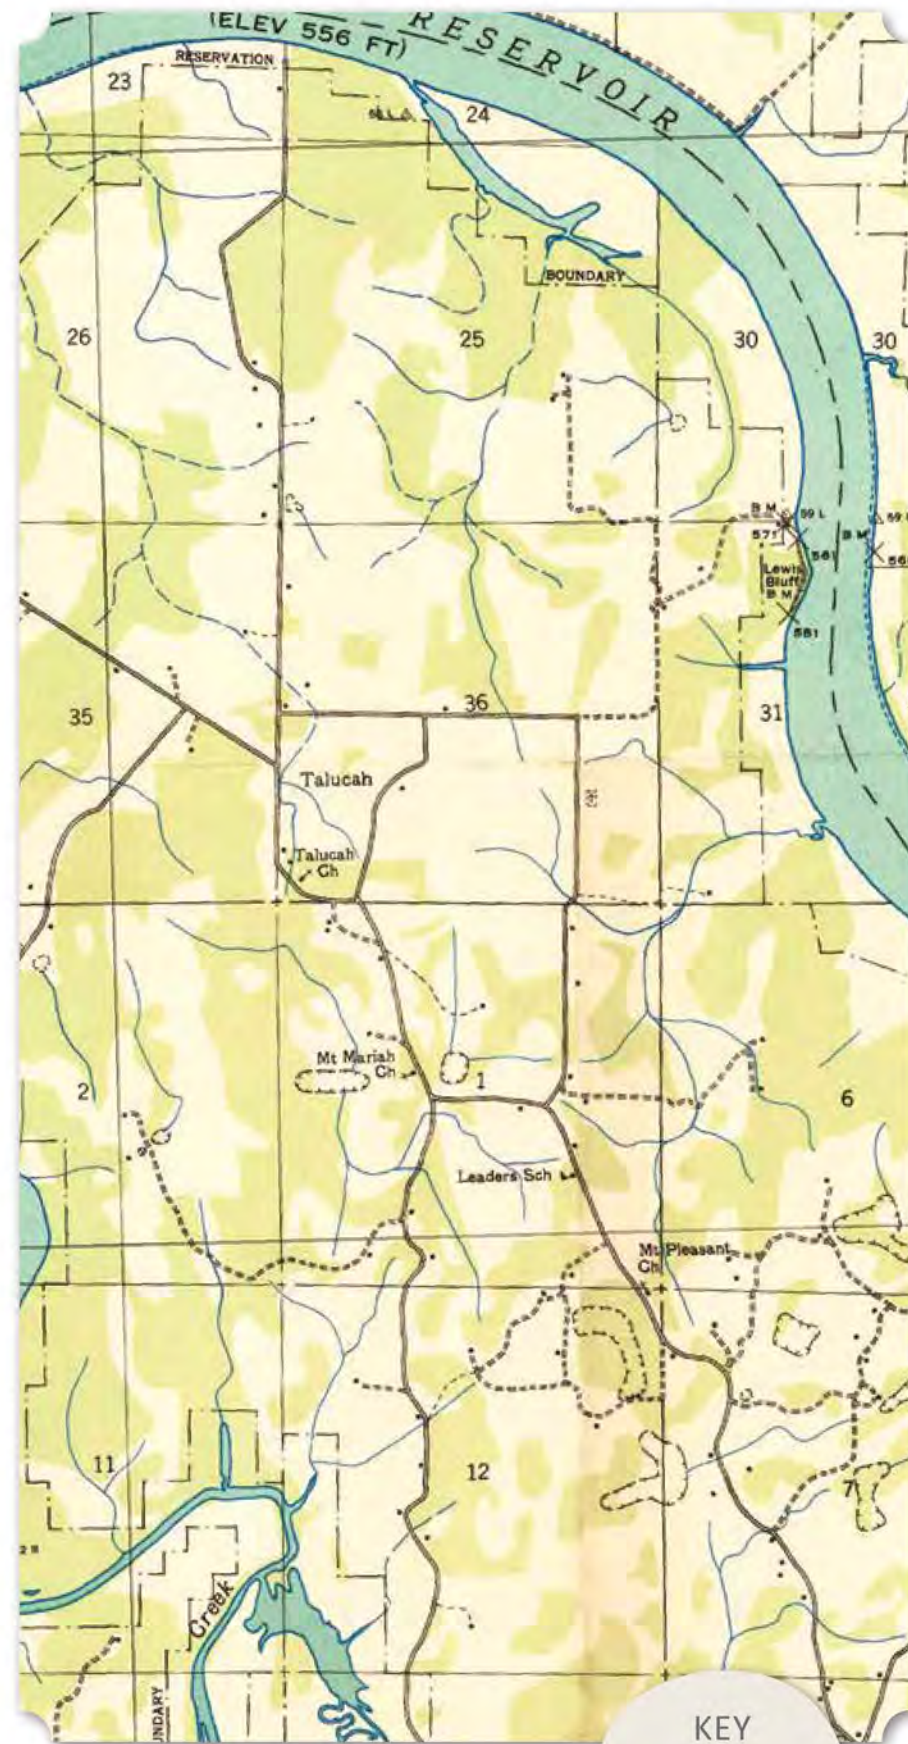 (ELEV 556 FT)
RESERVOIR
RESERVATION
23
24
BOUNDARY
26
25
30
30
B M
59 L
571
561
B M
Lewis
Bluff
B M
551
35
36
31
Talucah
Talucah
Ch
Mt Mariah
Ch
1
2
6
Leaders Sch
Mt Pleasant
Ch
11
12
7
Creek
KEY